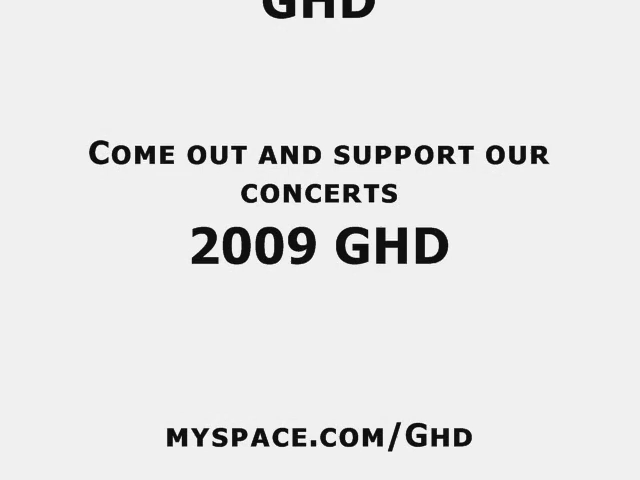 GHD
Come out and support our
concerts
2009 GHD
myspace.com/Ghd